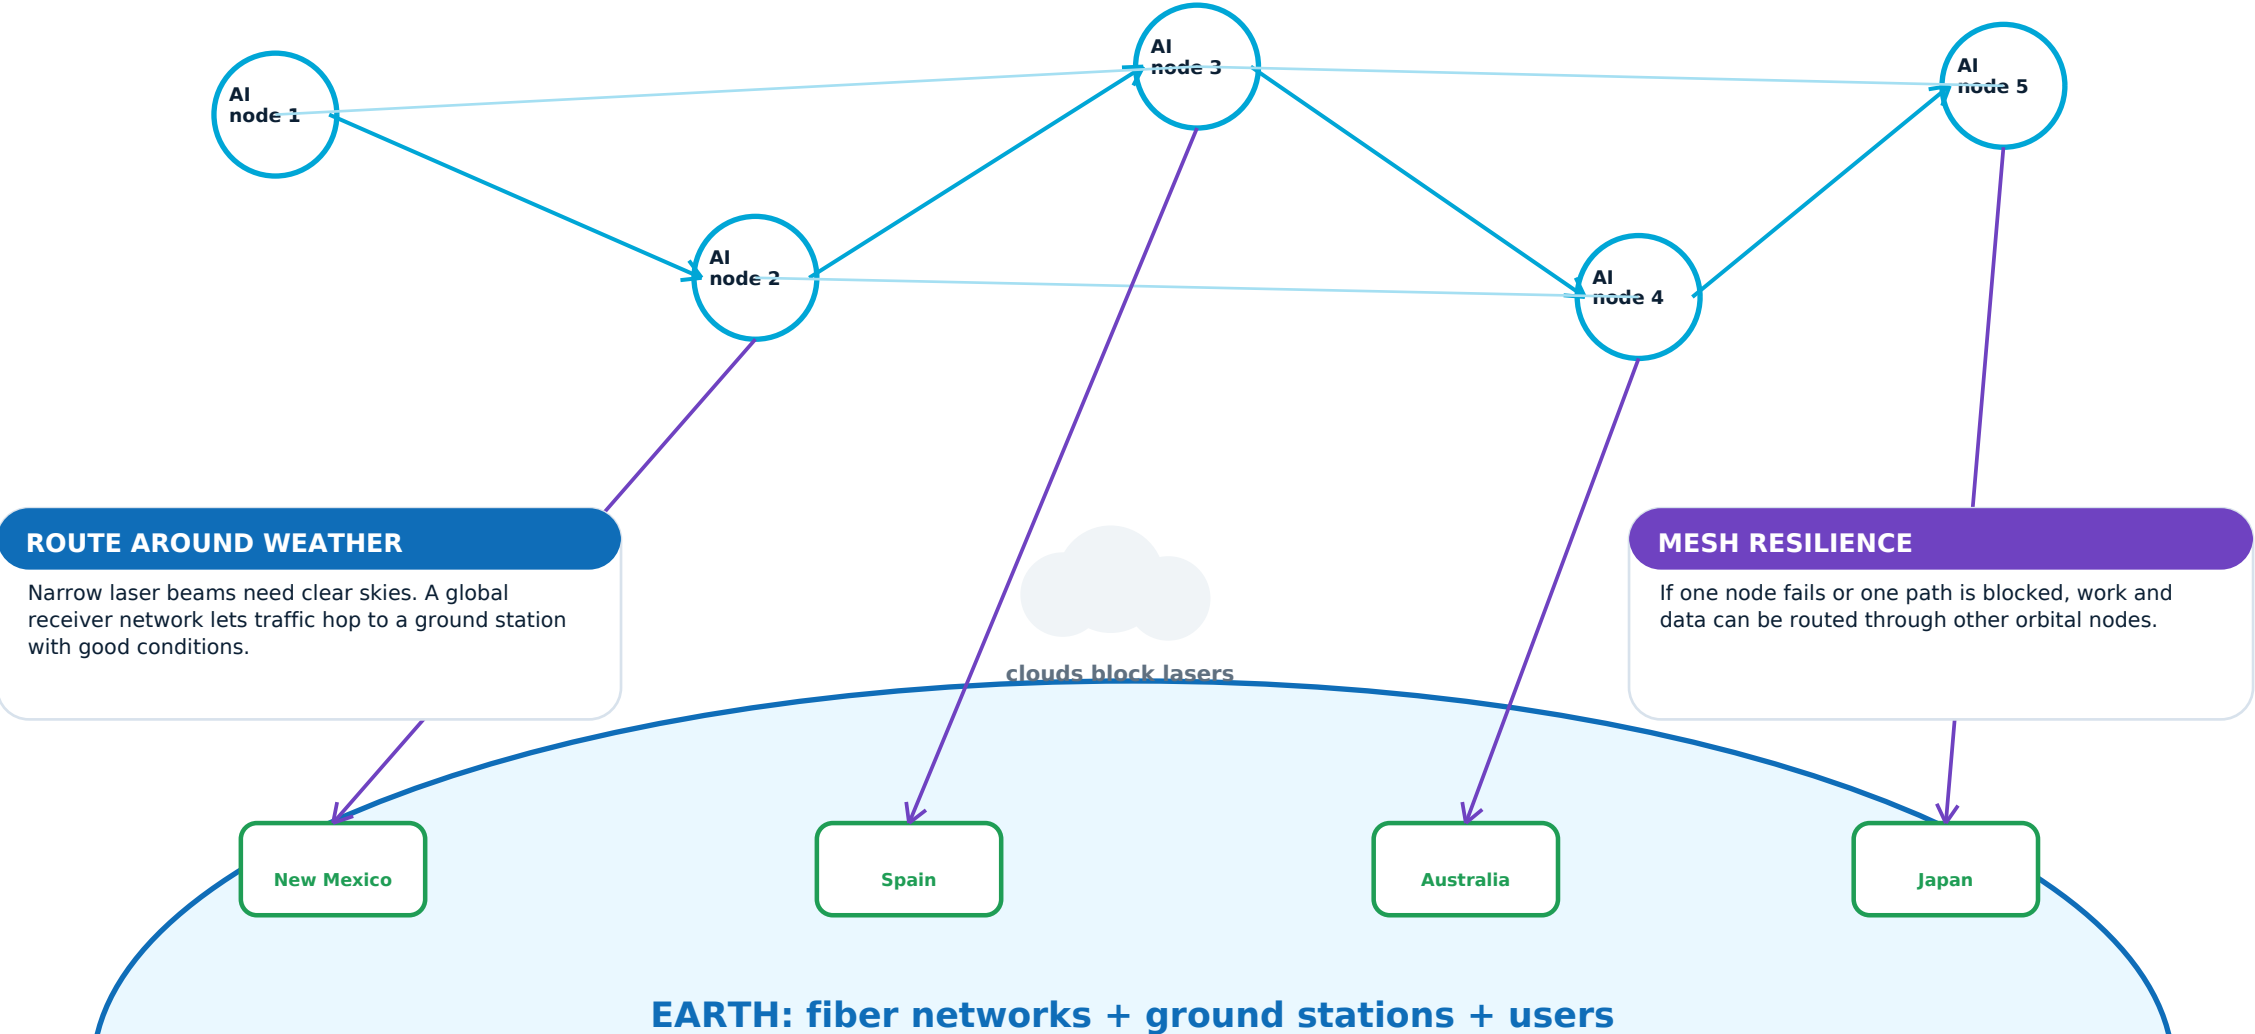 AI
node 3
AI
node 5
AI
node 1
AI
node 2
AI
node 4
ROUTE AROUND WEATHER
Narrow laser beams need clear skies. A global
receiver network lets traffic hop to a ground station
with good conditions.
MESH RESILIENCE
If one node fails or one path is blocked, work and
data can be routed through other orbital nodes.
clouds block lasers
New Mexico
Spain
Australia
Japan
EARTH: fiber networks + ground stations + users